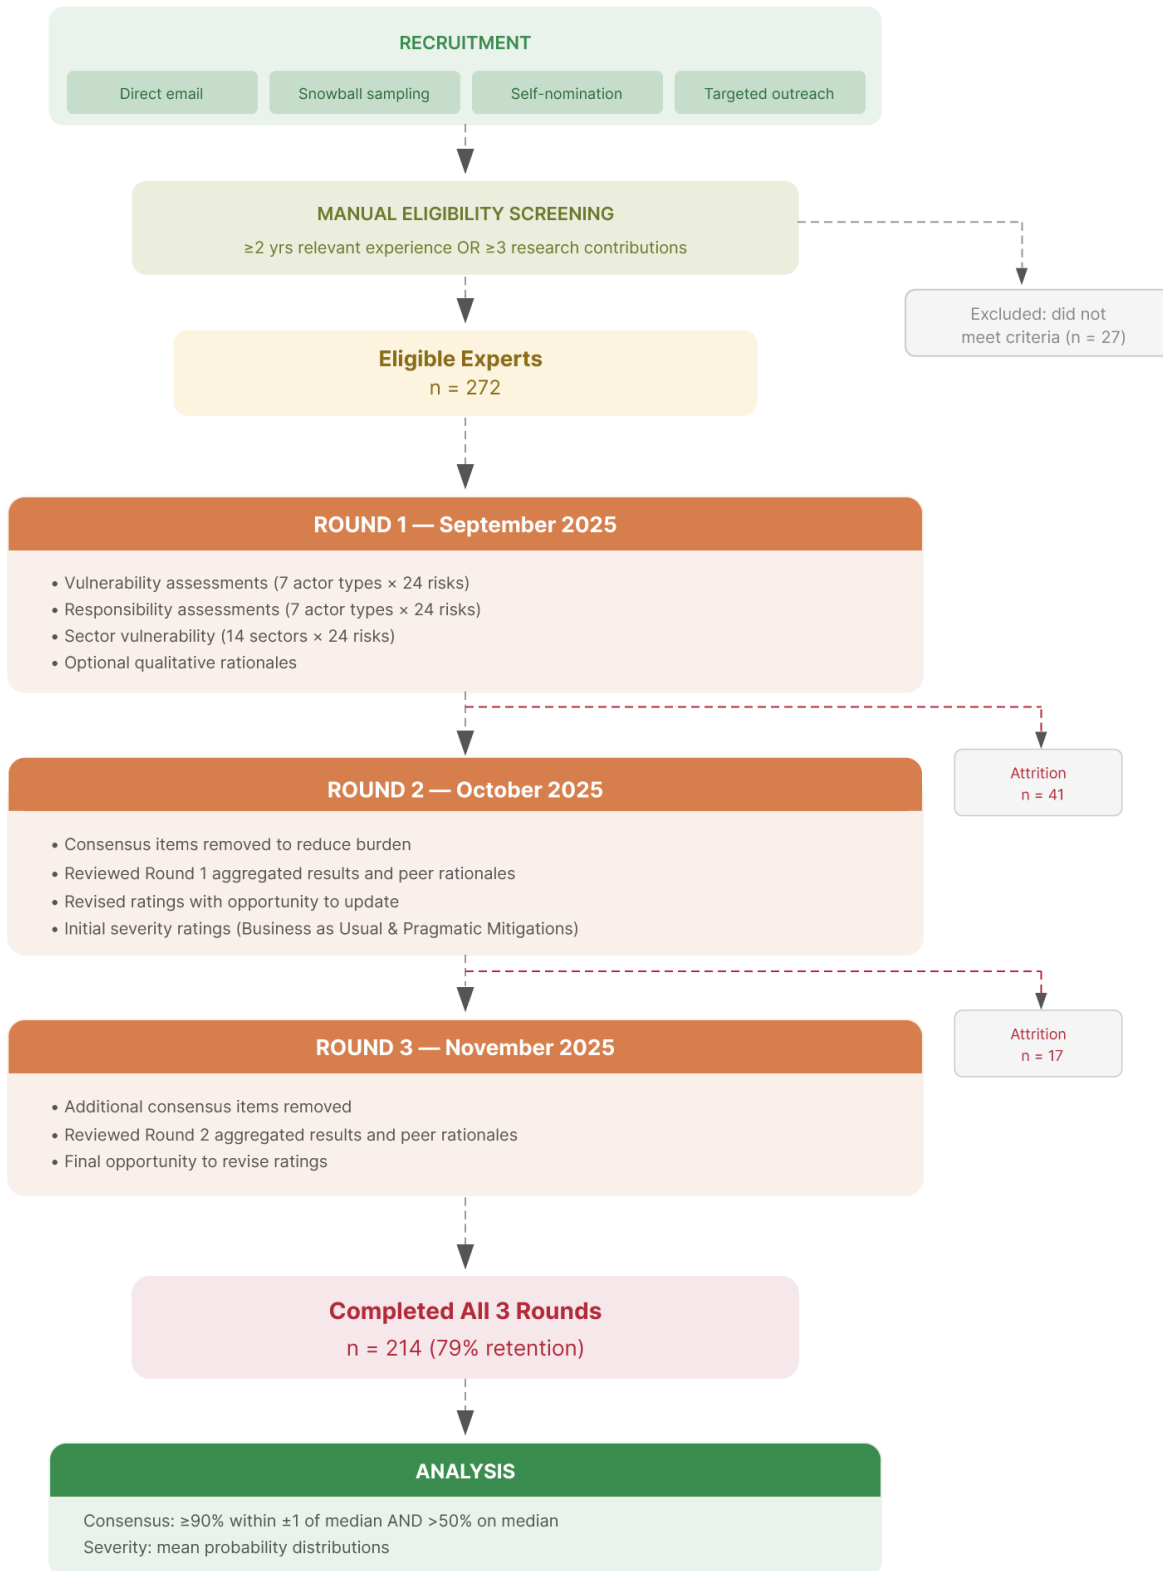 RECRUITMENT
Direct email
Snowball sampling
Self-nomination
Targeted outreach
MANUAL ELIGIBILITY SCREENING
≥2 yrs relevant experience OR ≥3 research contributions
Excluded: did not
meet criteria (n = 27)
Eligible Experts
n = 272
ROUND 1 — September 2025
• Vulnerability assessments (7 actor types × 24 risks)
• Responsibility assessments (7 actor types × 24 risks)
• Sector vulnerability (14 sectors × 24 risks)
• Optional qualitative rationales
Attrition
n = 41
ROUND 2 — October 2025
• Consensus items removed to reduce burden
• Reviewed Round 1 aggregated results and peer rationales
• Revised ratings with opportunity to update
• Initial severity ratings (Business as Usual & Pragmatic Mitigations)
Attrition
n = 17
ROUND 3 — November 2025
• Additional consensus items removed
• Reviewed Round 2 aggregated results and peer rationales
• Final opportunity to revise ratings
Completed All 3 Rounds
n = 214 (79% retention)
ANALYSIS
Consensus: ≥90% within ±1 of median AND >50% on median
Severity: mean probability distributions